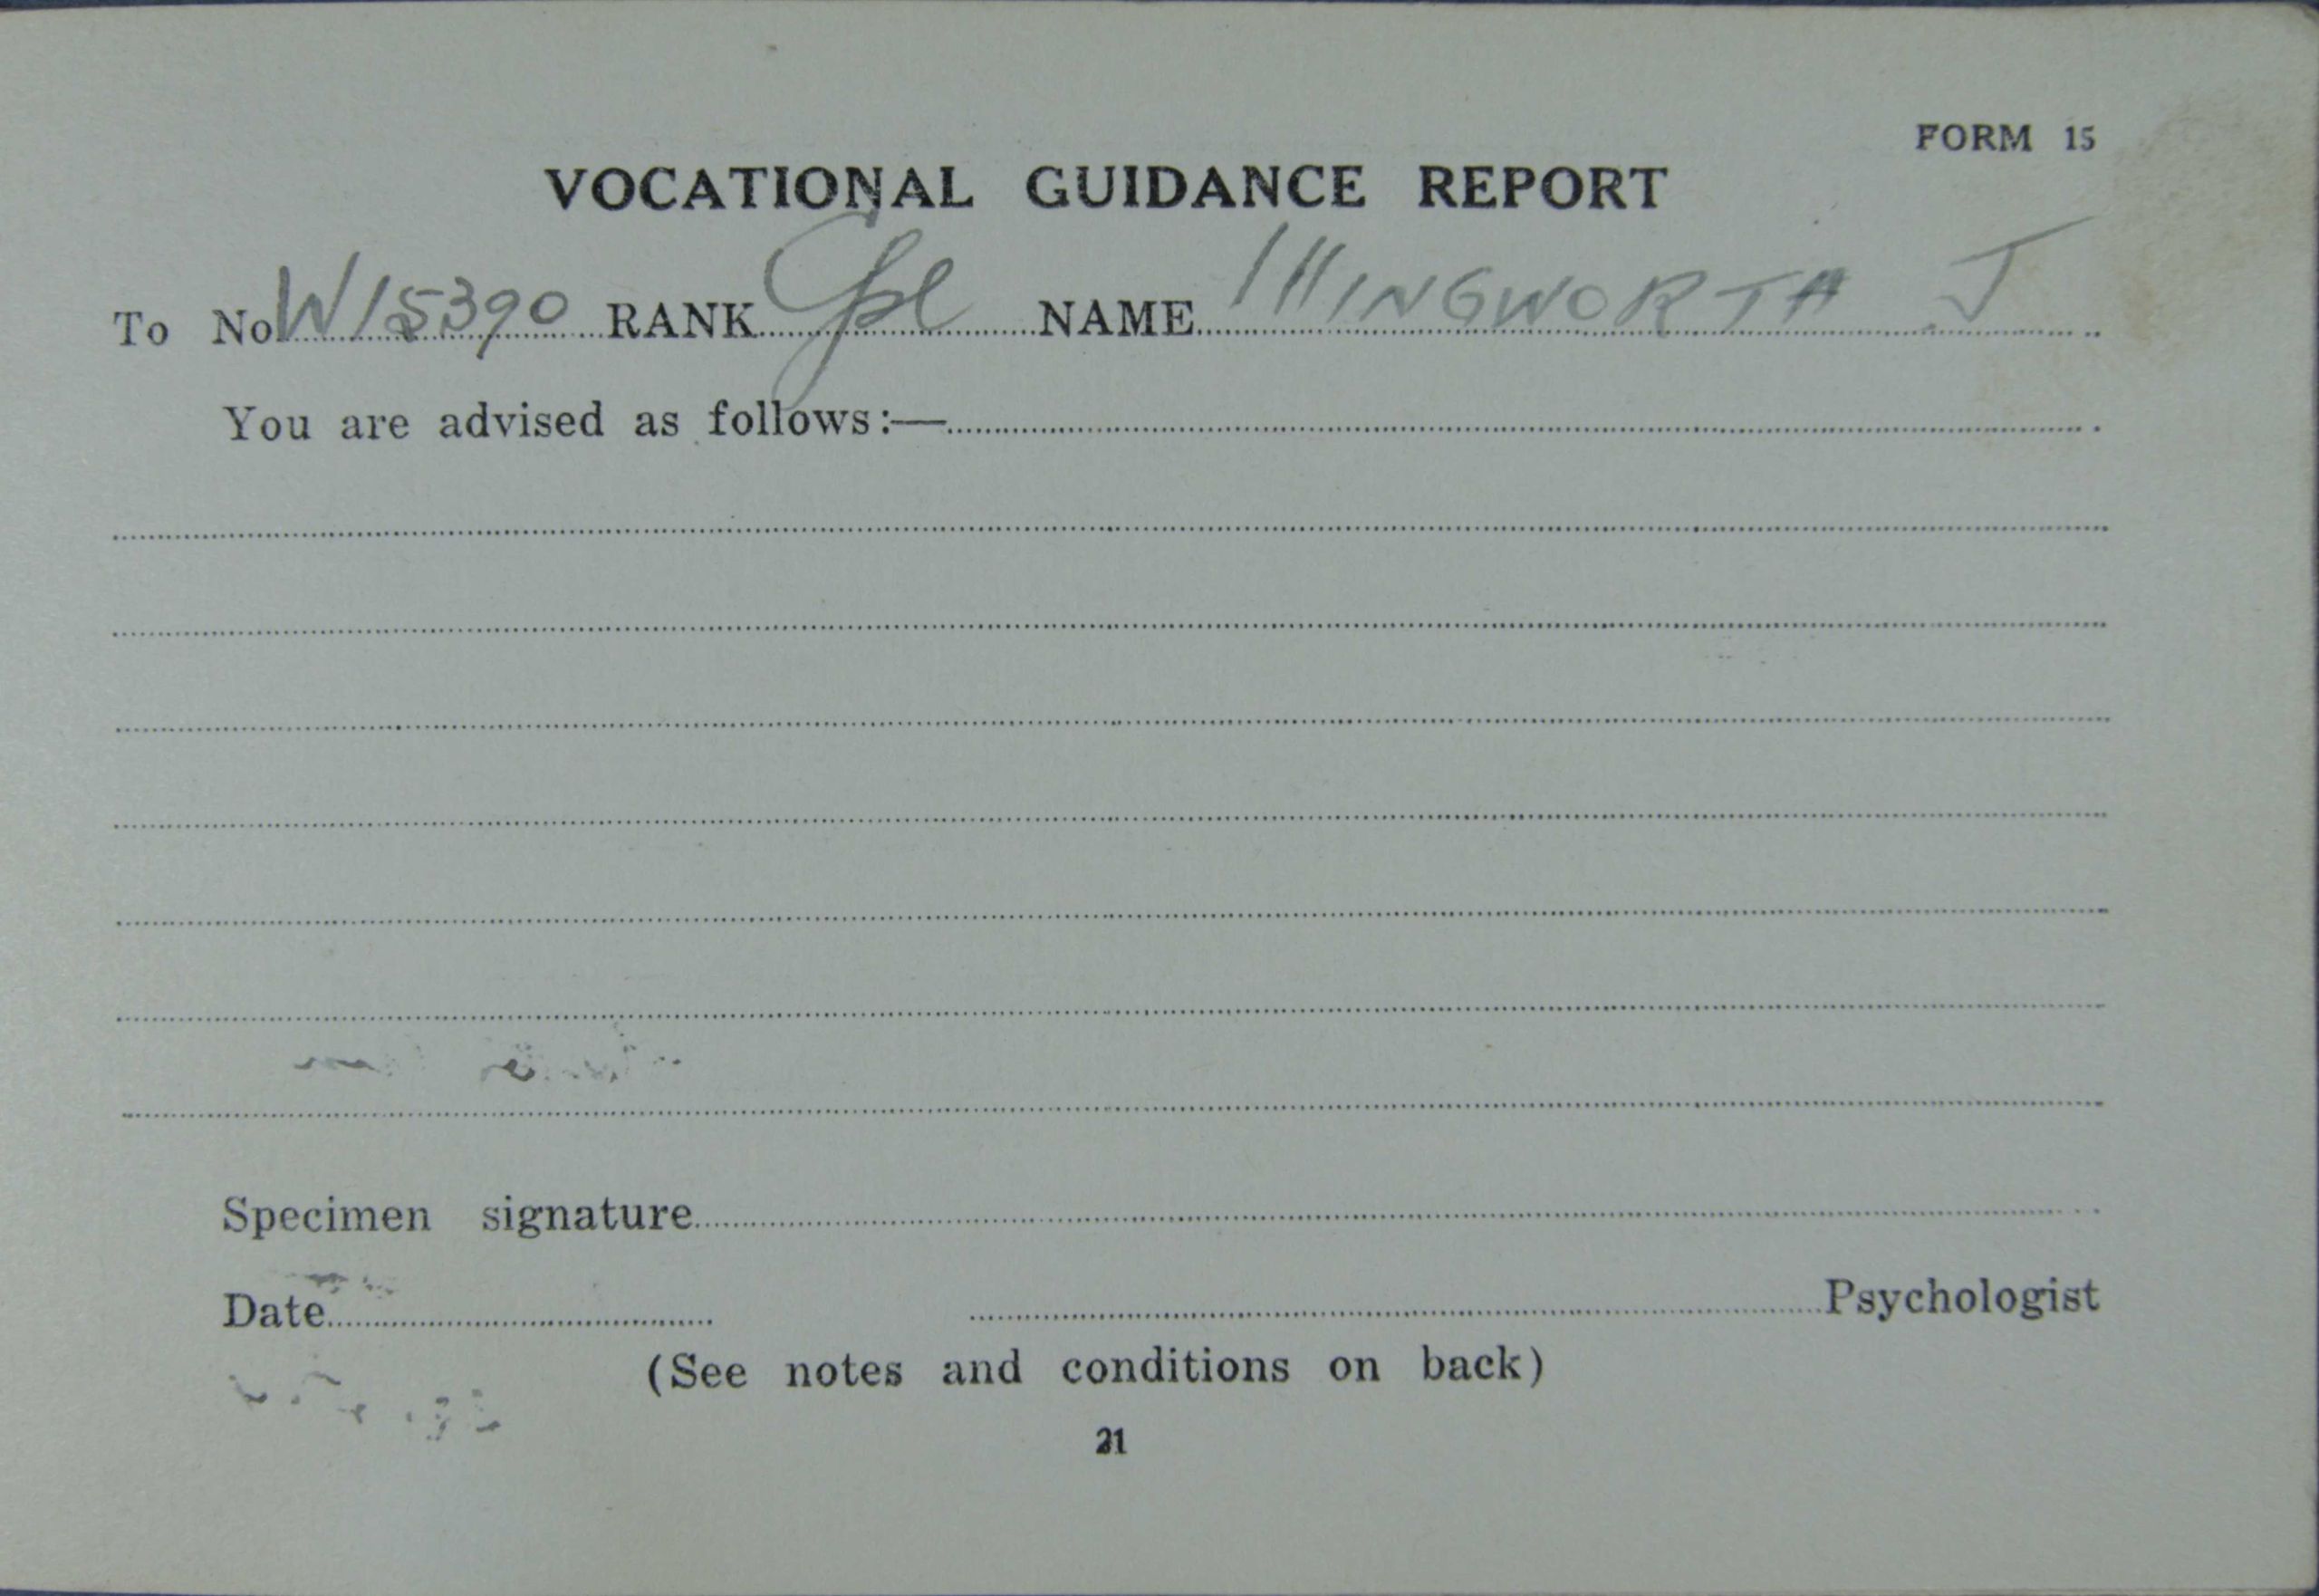 FORM 15
VOCATIONAL GUIDANCE REPORT
To No. W15390 RANK Cpl NAME IllINGWORTH J
You are advised as follows:—
Specimen signature
Date Psychologist
(See notes and conditions on back)
21